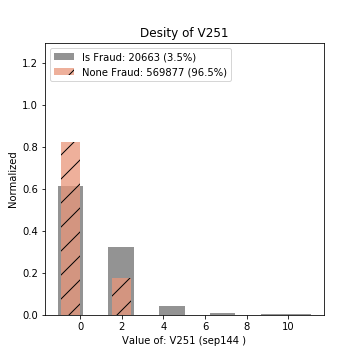 Desity of V251
Is Fraud: 20663 (3.5%)
None Fraud: 569877 (96.5%)
1.2
1.0
0.8
0.6
0.4
0.2
0.0
Normalized
0 2 4 6 8 10
Value of: V251 (sep144 )